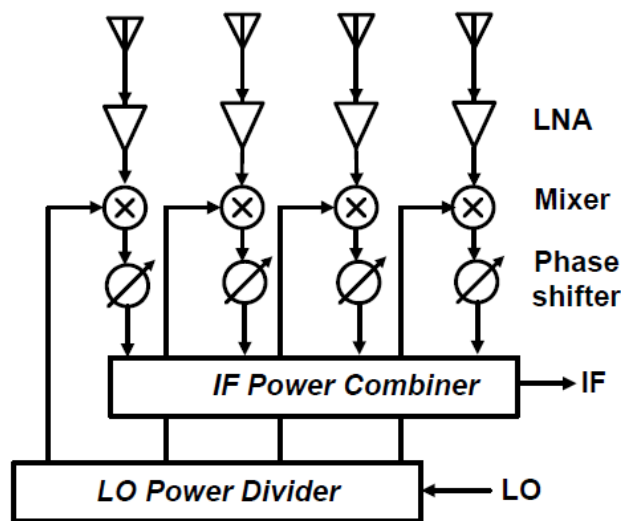 LNA
Mixer
Phase
shifter
IF Power Combiner
IF
LO Power Divider
LO